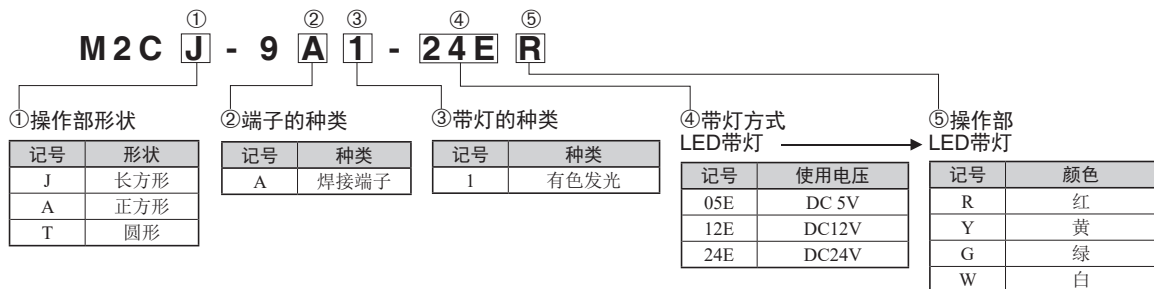 ① ② ③ ④ ⑤
M2C J - 9 A 1 - 24E R
①操作部形状
记号 形状
J 长方形
A 正方形
T 圆形
②端子的种类
记号 种类
A 焊接端子
③带灯的种类
记号 种类
1 有色发光
④带灯方式
LED带灯
记号 使用电压
05E DC 5V
12E DC12V
24E DC24V
⑤操作部
LED带灯
记号 颜色
R 红
Y 黄
G 绿
W 白